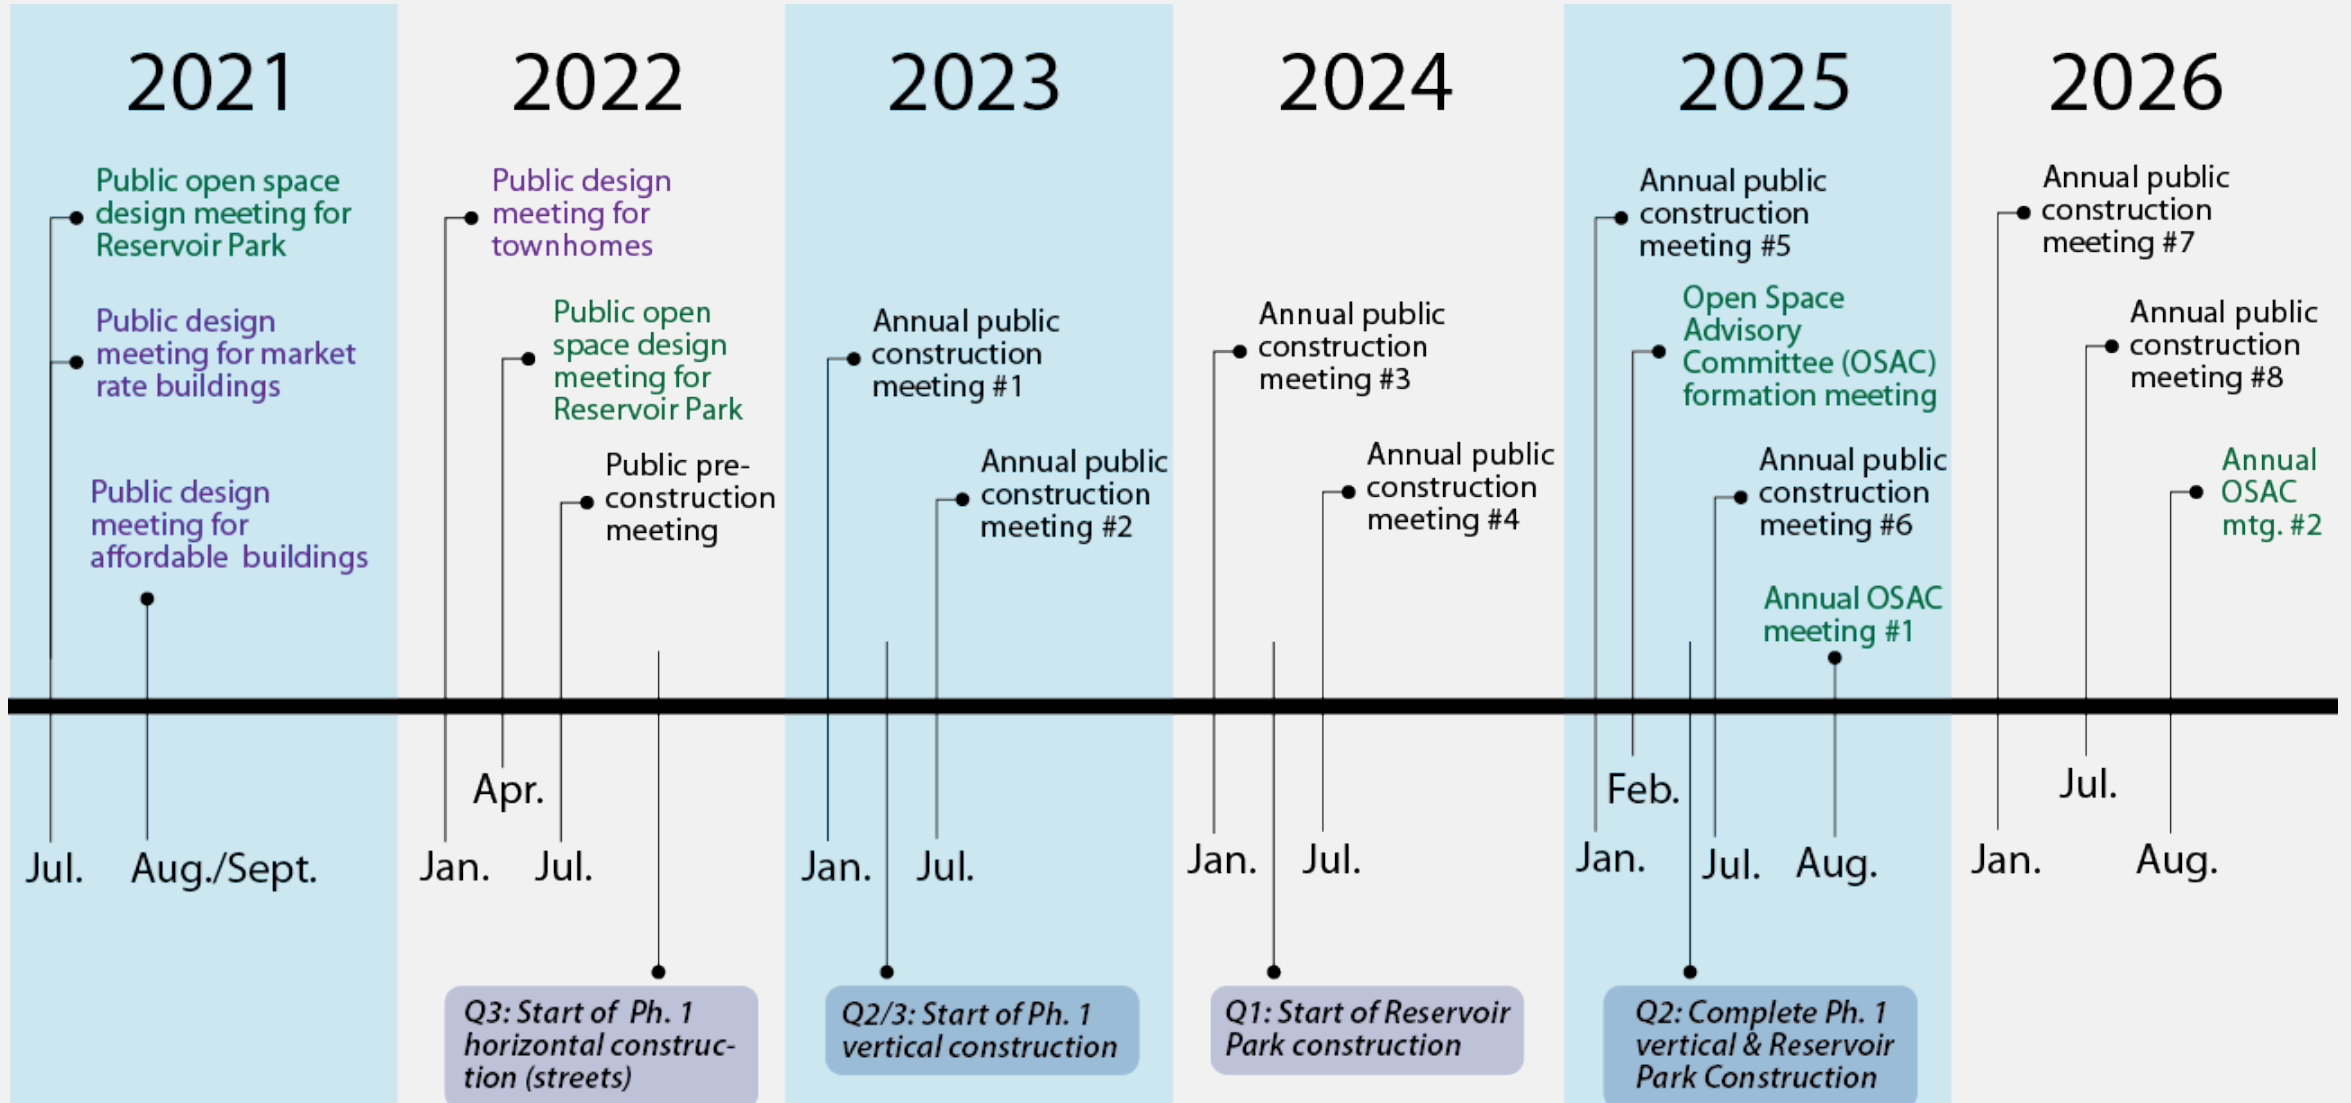 2021
2022
2023
2024
2025
2026
Public open space
design meeting for
Reservoir Park
Public design
meeting for market
rate buildings
Public design
meeting for
affordable buildings
Jul.
Aug./Sept.
Public design
meeting for
townhomes
Public open
space design
meeting for
Reservoir Park
Public pre-
construction
meeting
Apr.
Jan.
Jul.
Q3: Start of Ph. 1
horizontal construc-
tion (streets)
Annual public
construction
meeting #1
Annual public
construction
meeting #2
Jan.
Jul.
Q2/3: Start of Ph. 1
vertical construction
Annual public
construction
meeting #3
Annual public
construction
meeting #4
Jan.
Jul.
Q1: Start of Reservoir
Park construction
Annual public
construction
meeting #5
Open Space
Advisory
Committee (OSAC)
formation meeting
Annual public
construction
meeting #6
Annual OSAC
meeting #1
Feb.
Jan.
Jul.
Aug.
Q2: Complete Ph. 1
vertical & Reservoir
Park Construction
Annual public
construction
meeting #7
Annual public
construction
meeting #8
Annual
OSAC
mtg. #2
Jul.
Jan.
Aug.